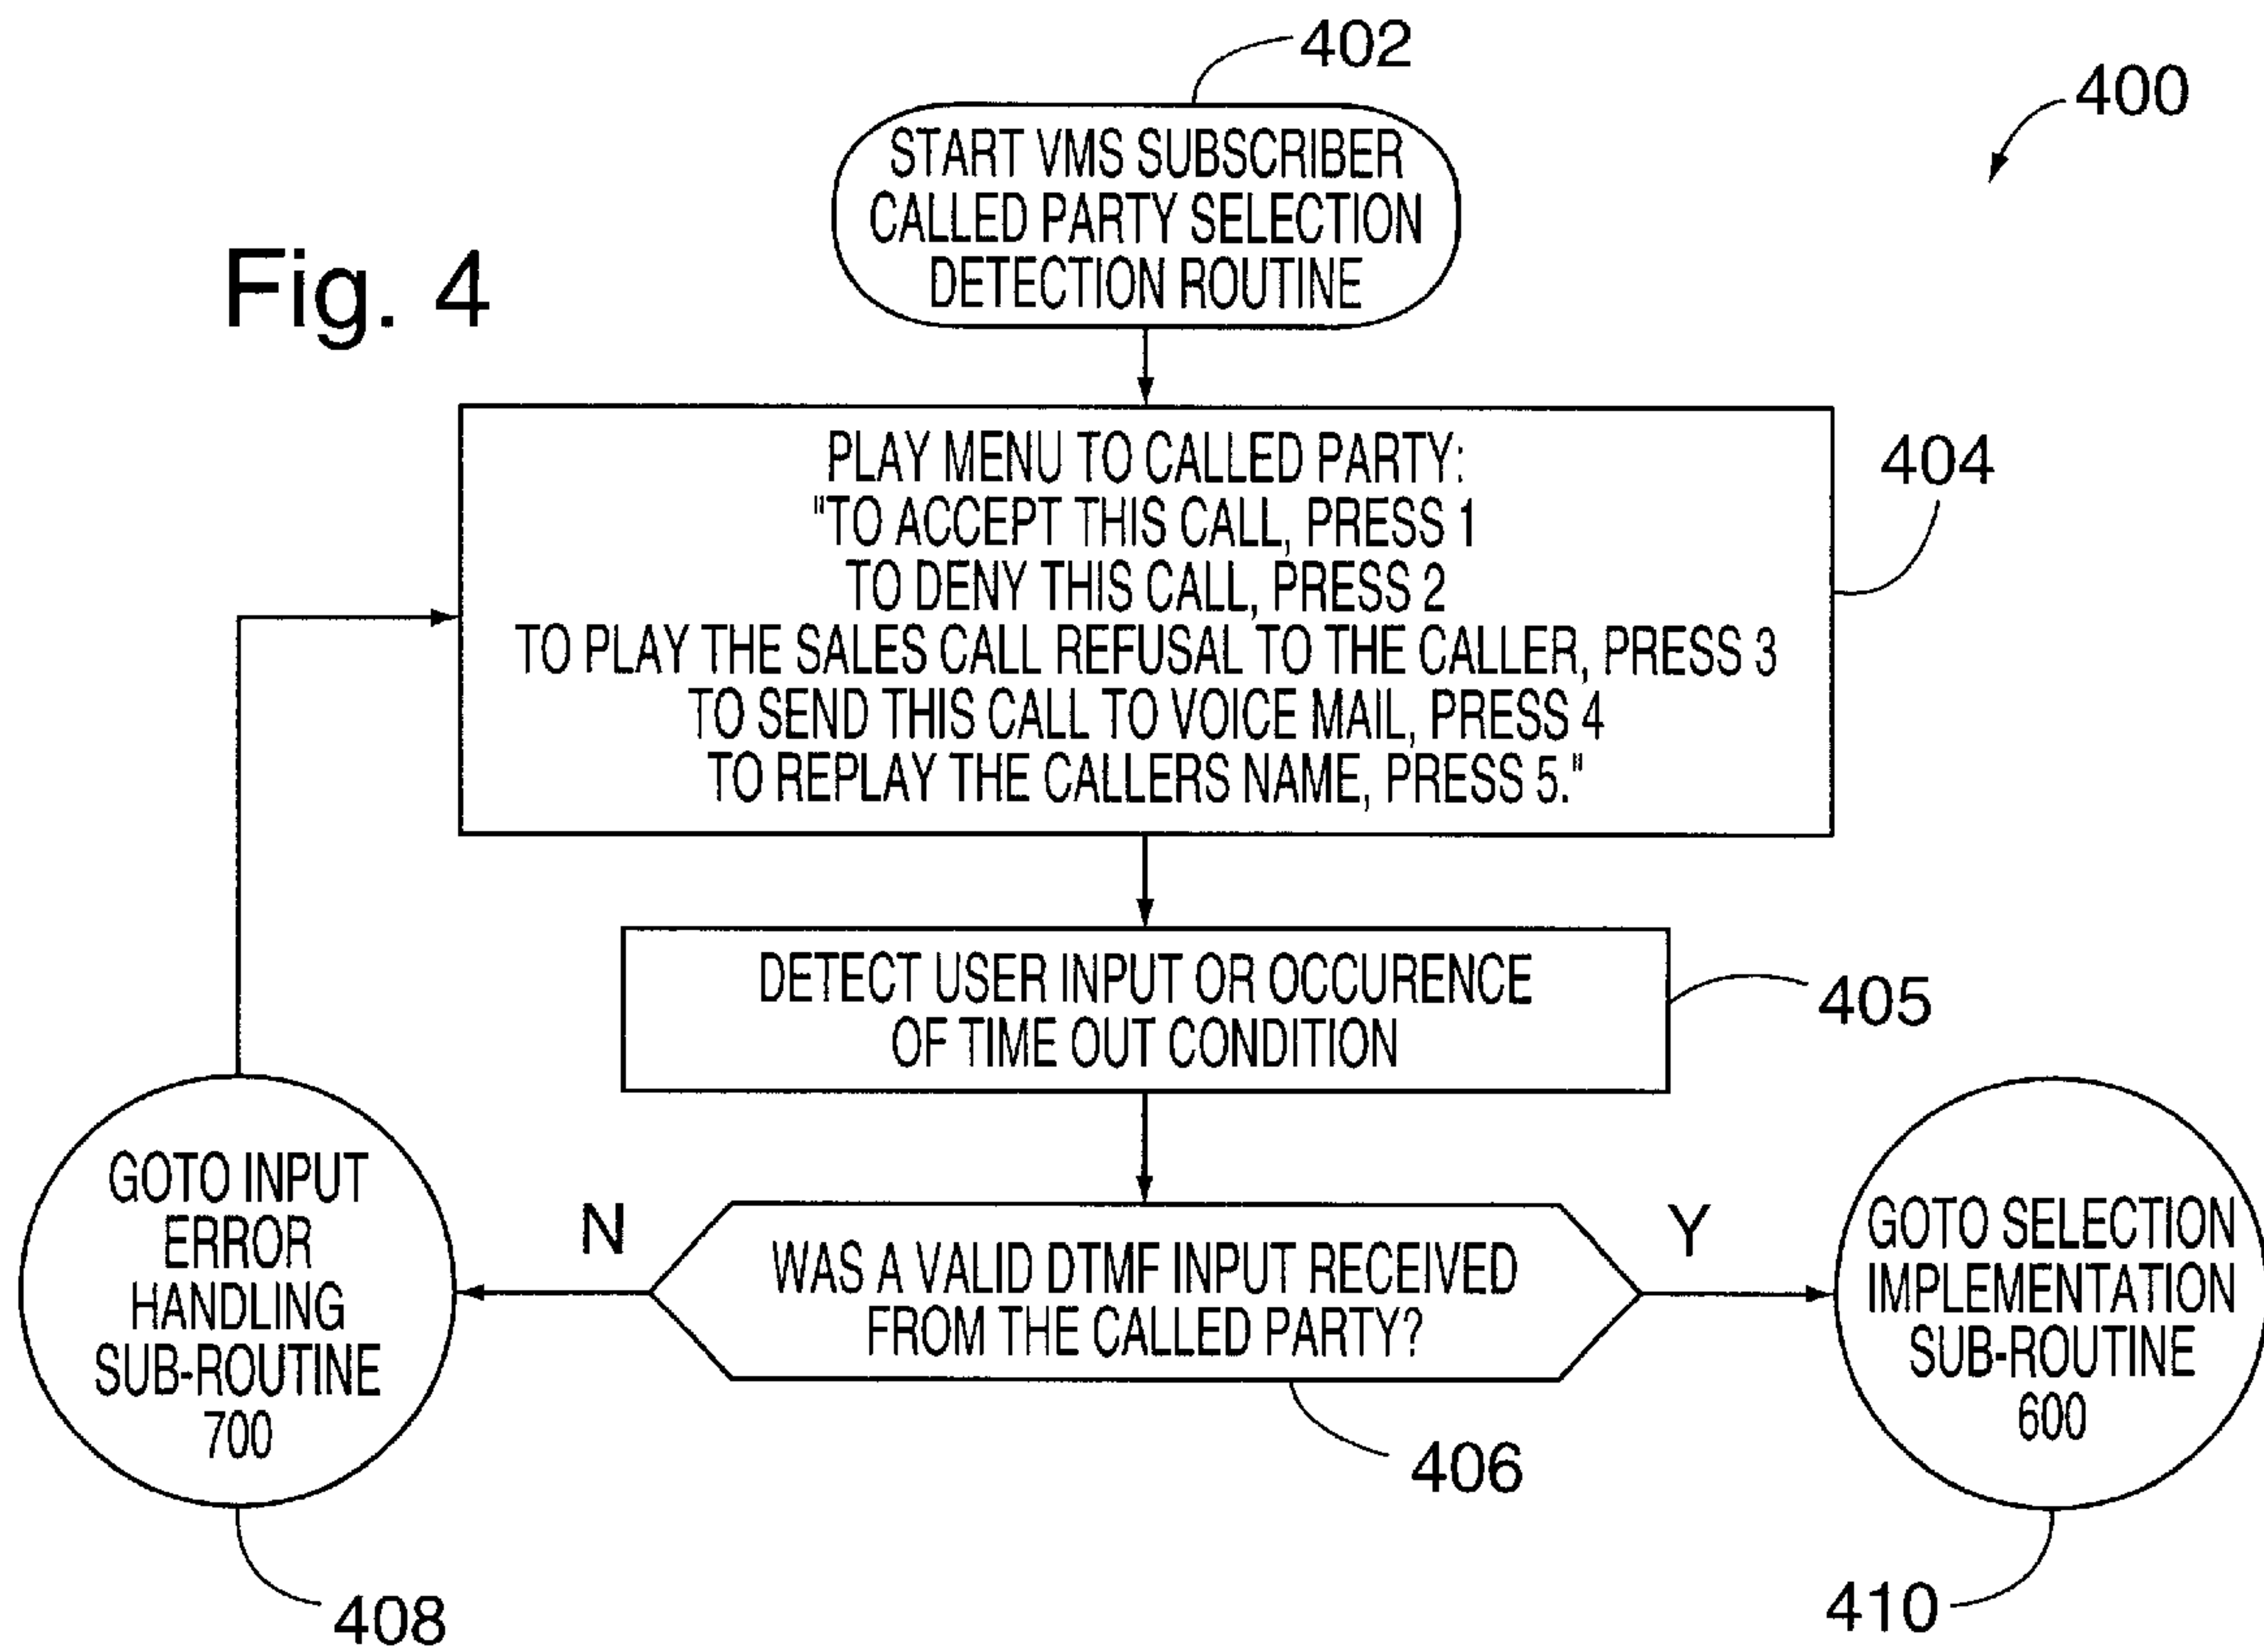 402
400
START VMS SUBSCRIBER
CALLED PARTY SELECTION
DETECTION ROUTINE
Fig. 4
PLAY MENU TO CALLED PARTY:
"TO ACCEPT THIS CALL, PRESS 1
TO DENY THIS CALL, PRESS 2
TO PLAY THE SALES CALL REFUSAL TO THE CALLER, PRESS 3
TO SEND THIS CALL TO VOICE MAIL, PRESS 4
TO REPLAY THE CALLERS NAME, PRESS 5."
404
DETECT USER INPUT OR OCCURENCE
OF TIME OUT CONDITION
405
GOTO INPUT
ERROR
HANDLING
SUB-ROUTINE
700
N
WAS A VALID DTMF INPUT RECEIVED
FROM THE CALLED PARTY?
Y
GOTO SELECTION
IMPLEMENTATION
SUB-ROUTINE
600
406
408
410